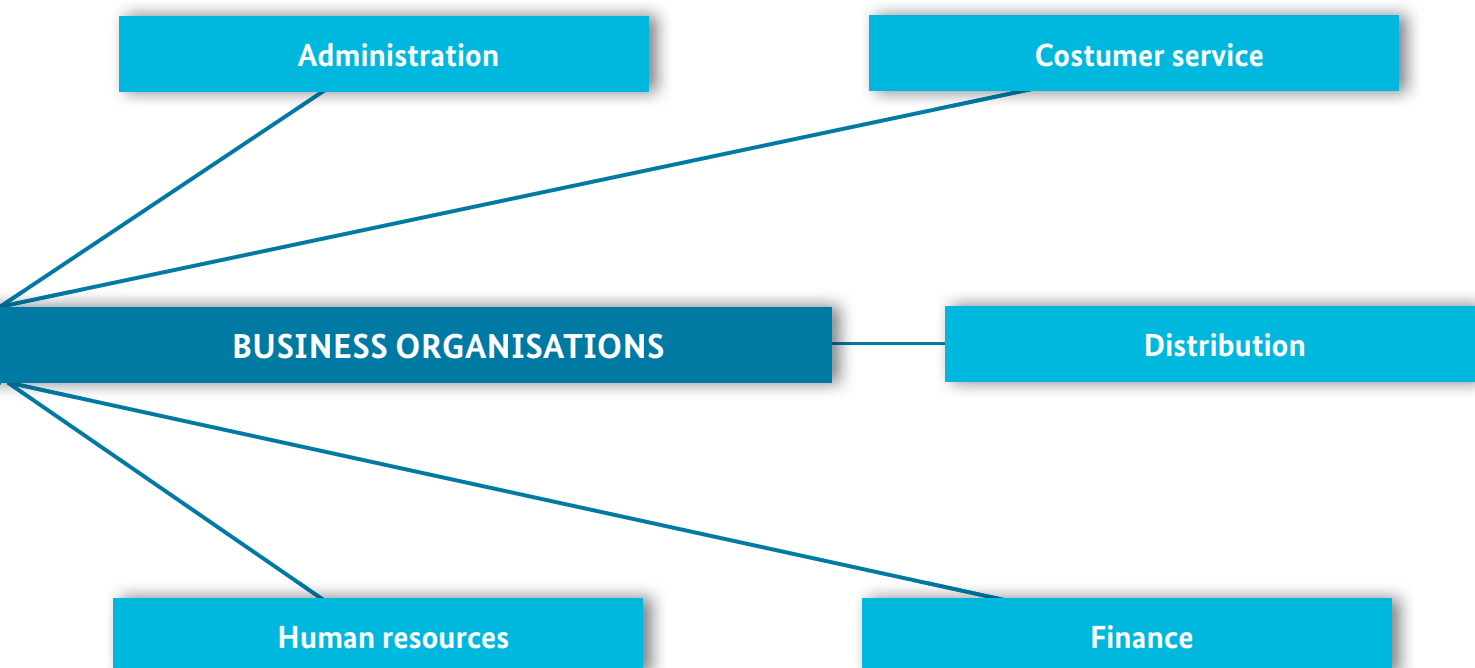 Administration
Costumer service
BUSINESS ORGANISATIONS
Distribution
Human resources
Finance